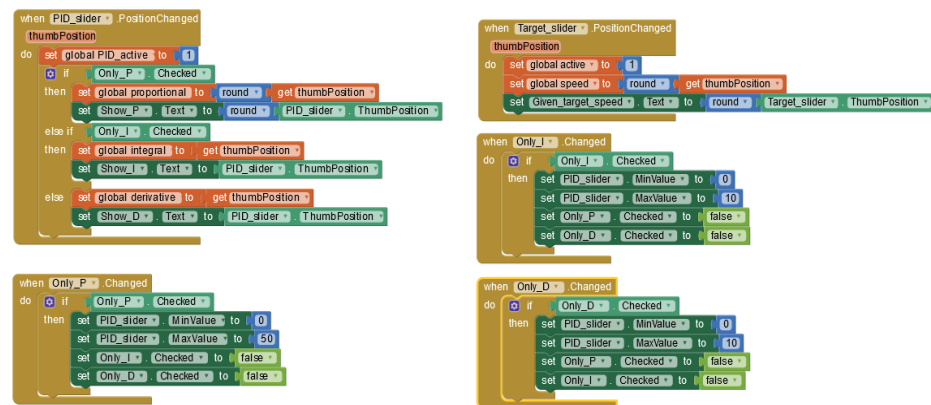 when PID_slider .PositionChanged
thumbPosition
do set global PID_active to 1
if Only_P . Checked
then set global proportional to round get thumbPosition
set Show_P . Text to round PID_slider . ThumbPosition
else if Only_I . Checked
then set global integral to get thumbPosition
set Show_I . Text to PID_slider . ThumbPosition
else set global derivative to get thumbPosition
set Show_D . Text to PID_slider . ThumbPosition
when Only_P .Changed
do if Only_P . Checked
then set PID_slider . MinValue to 0
set PID_slider . MaxValue to 50
set Only_I . Checked to false
set Only_D . Checked to false
when Target_slider .PositionChanged
thumbPosition
do set global active to 1
set global speed to round get thumbPosition
set Given_target_speed . Text to round Target_slider . ThumbPosition
when Only_I .Changed
do if Only_I . Checked
then set PID_slider . MinValue to 0
set PID_slider . MaxValue to 10
set Only_P . Checked to false
set Only_D . Checked to false
when Only_D .Changed
do if Only_D . Checked
then set PID_slider . MinValue to 0
set PID_slider . MaxValue to 10
set Only_P . Checked to false
set Only_I . Checked to false